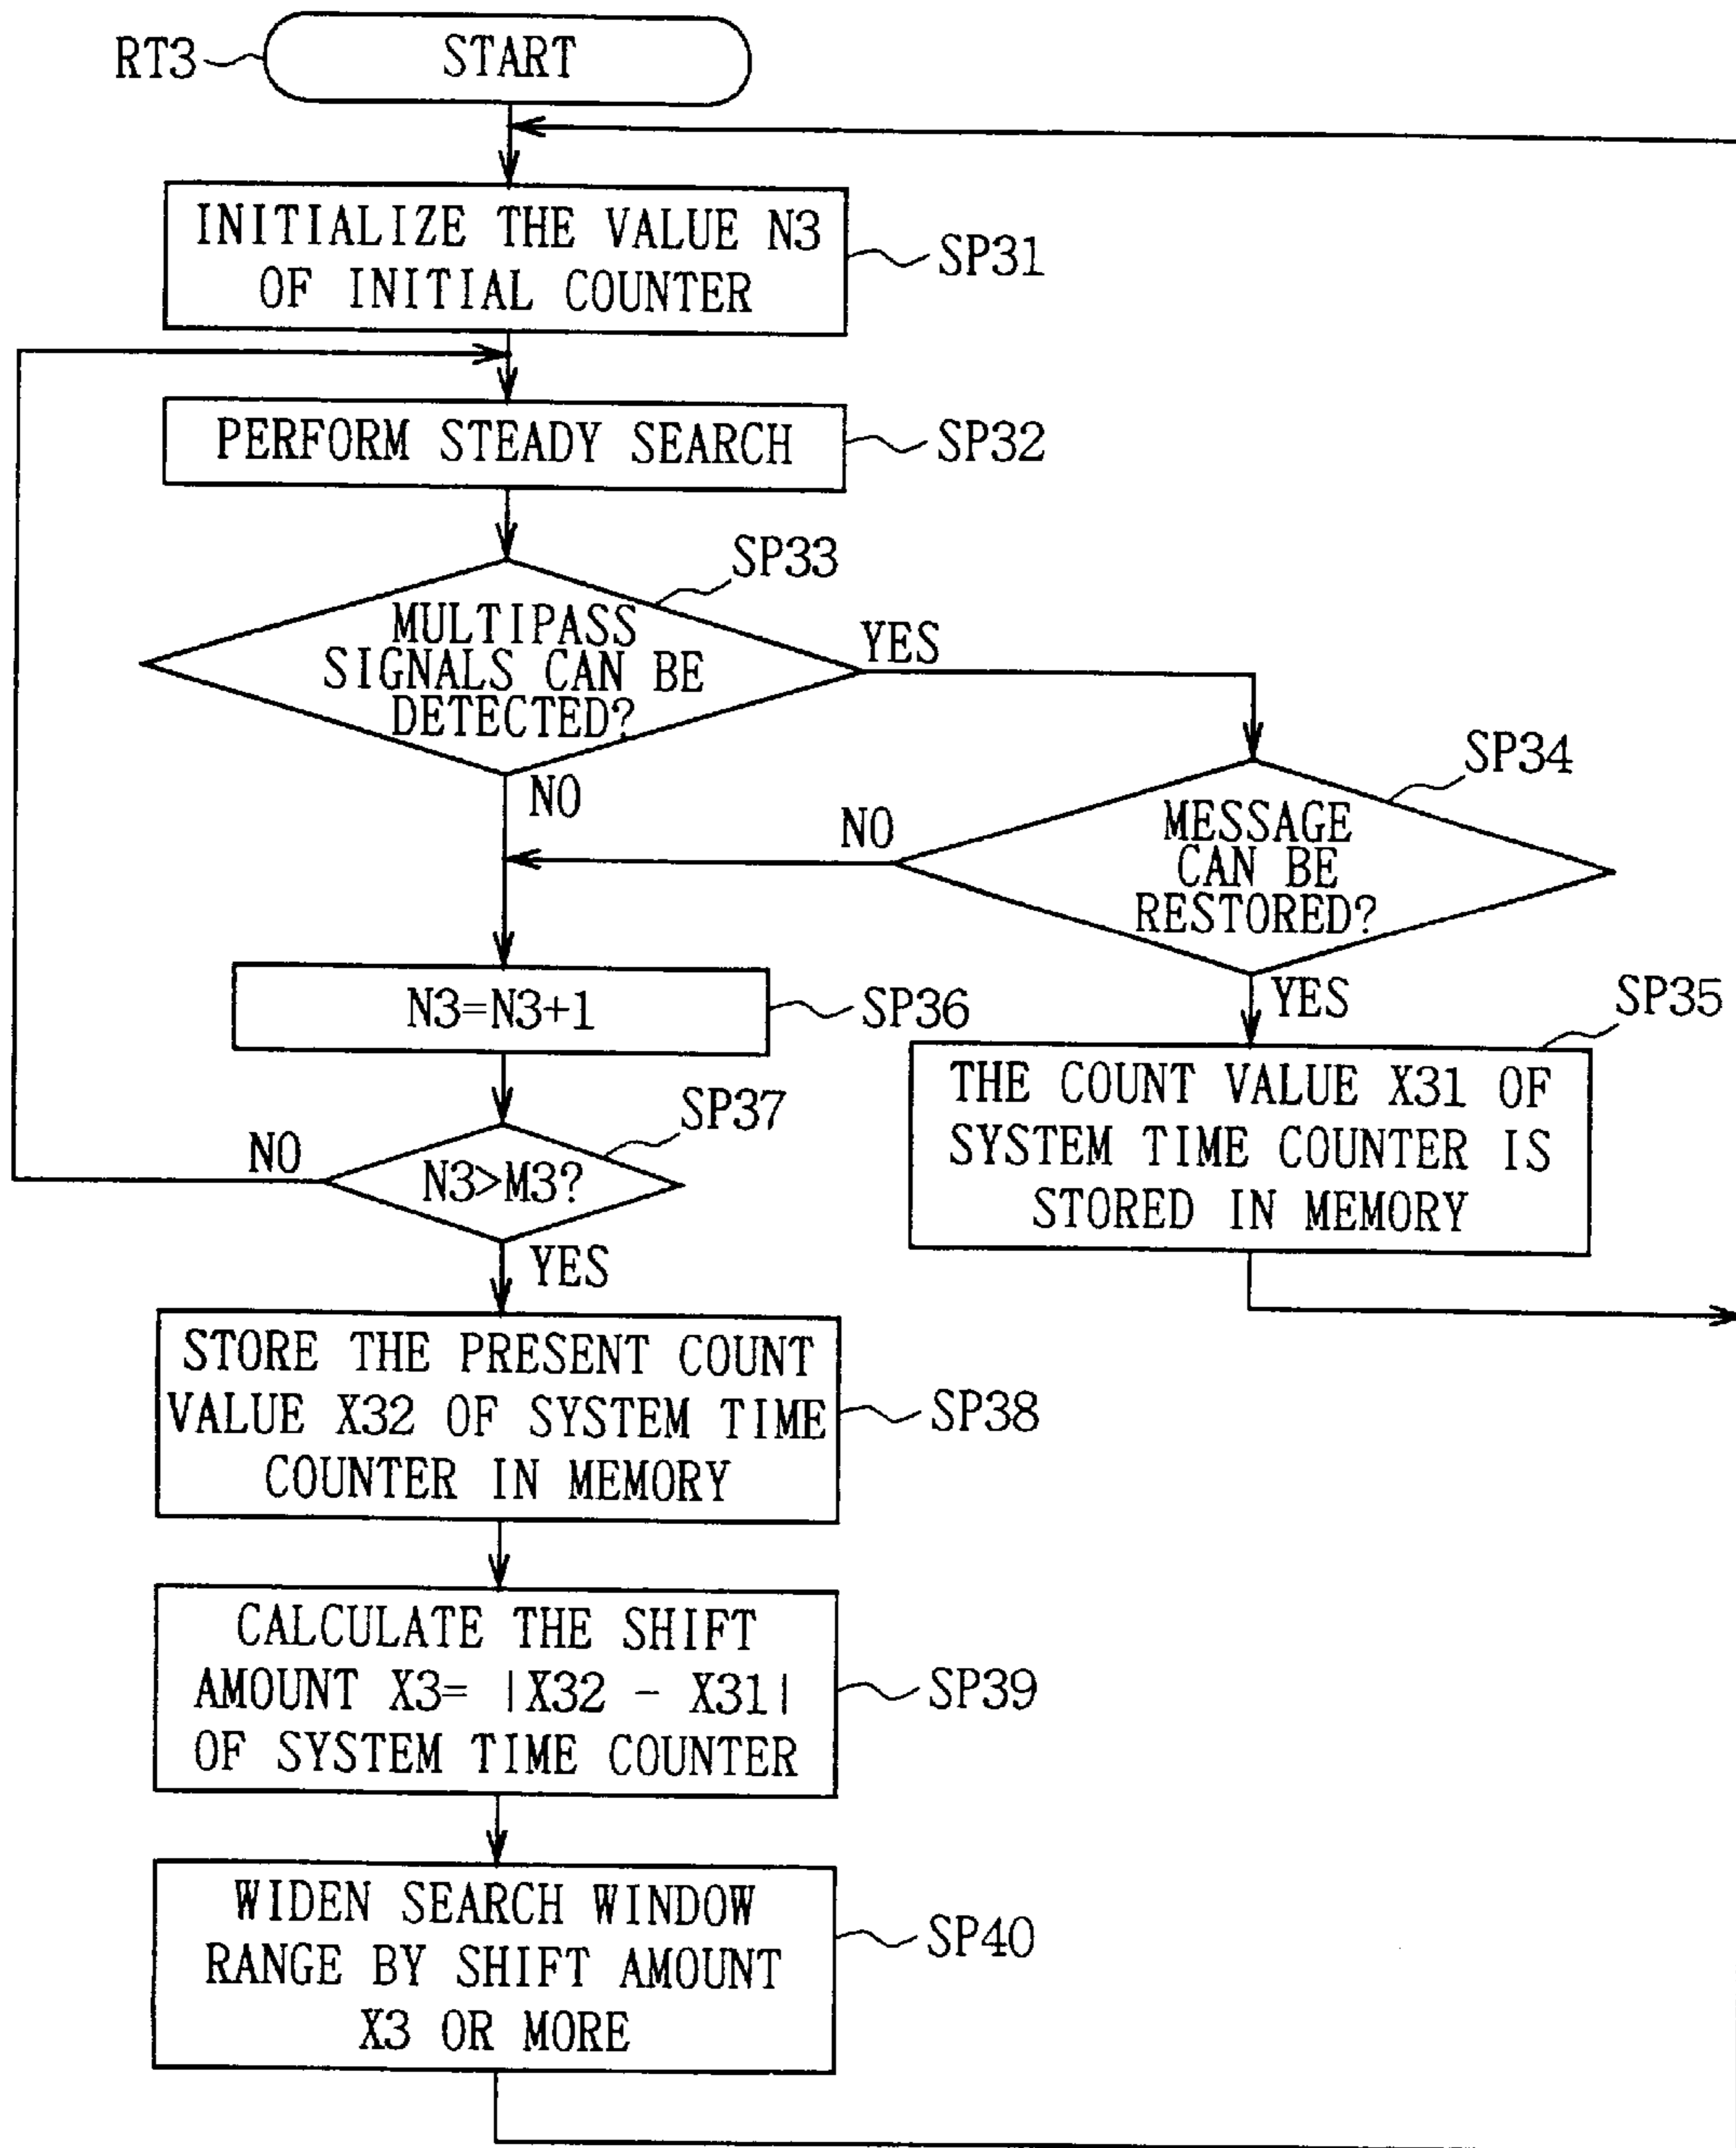 RT3
START
INITIALIZE THE VALUE N3
OF INITIAL COUNTER
SP31
PERFORM STEADY SEARCH
SP32
SP33
MULTIPASS
SIGNALS CAN BE
DETECTED?
YES
NO
SP34
MESSAGE
CAN BE
RESTORED?
NO
YES
SP35
THE COUNT VALUE X31 OF
SYSTEM TIME COUNTER IS
STORED IN MEMORY
N3=N3+1
SP36
SP37
N3>M3?
NO
YES
STORE THE PRESENT COUNT
VALUE X32 OF SYSTEM TIME
COUNTER IN MEMORY
SP38
CALCULATE THE SHIFT
AMOUNT X3= |X32 - X31|
OF SYSTEM TIME COUNTER
SP39
WIDEN SEARCH WINDOW
RANGE BY SHIFT AMOUNT
X3 OR MORE
SP40